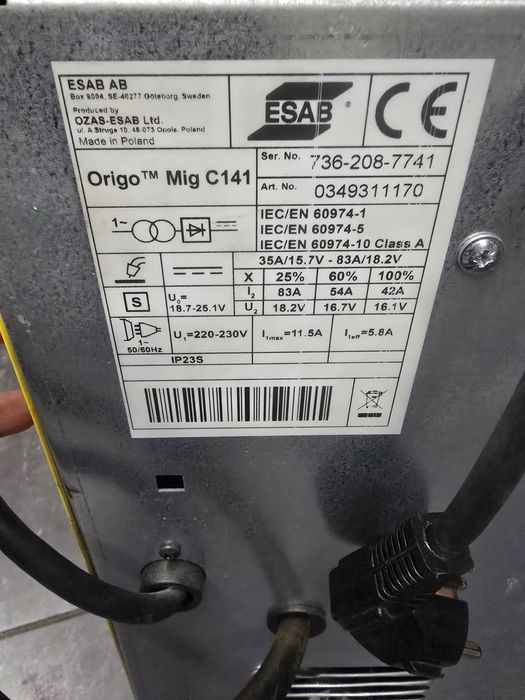 ESAB AB
Box 8004, SE-40277 Göteborg, Sweden
Produced by
OZAS-ESAB Ltd.
ul. A.Struga 10, 45-073 Opole, Poland
Made in Poland
ESAB ®
CE
Origo™ Mig C141
Ser. No. 736-208-7741
Art. No. 0349311170
1~
IEC/EN 60974-1
IEC/EN 60974-5
IEC/EN 60974-10 Class A
35A/15.7V - 83A/18.2V
X 25% 60% 100%
S U₀= 18.7-25.1V
I₂ 83A 54A 42A
U₂ 18.2V 16.7V 16.1V
1~ 50/60Hz
U₁=220-230V I₁max=11.5A I₁eff=5.8A
IP23S